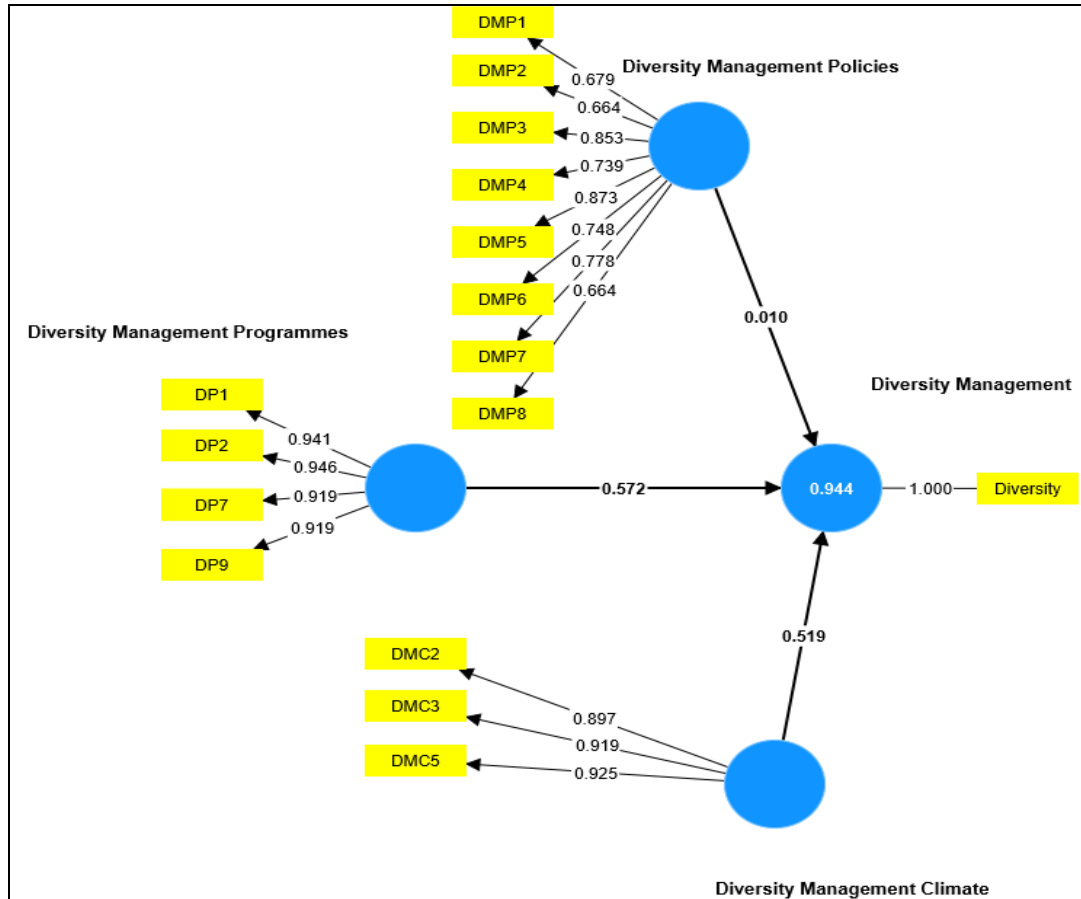 DMP1
Diversity Management Policies
DMP2
0.679
0.664
DMP3
0.853
0.739
DMP4
0.873
DMP5
0.748
0.778
DMP6
0.664
0.010
Diversity Management Programmes
DMP7
Diversity Management
DP1
DMP8
0.941
DP2
0.946
0.572
0.944
1.000
Diversity
DP7
0.919
0.919
DP9
0.519
DMC2
DMC3
0.897
0.919
DMC5
0.925
Diversity Management Climate